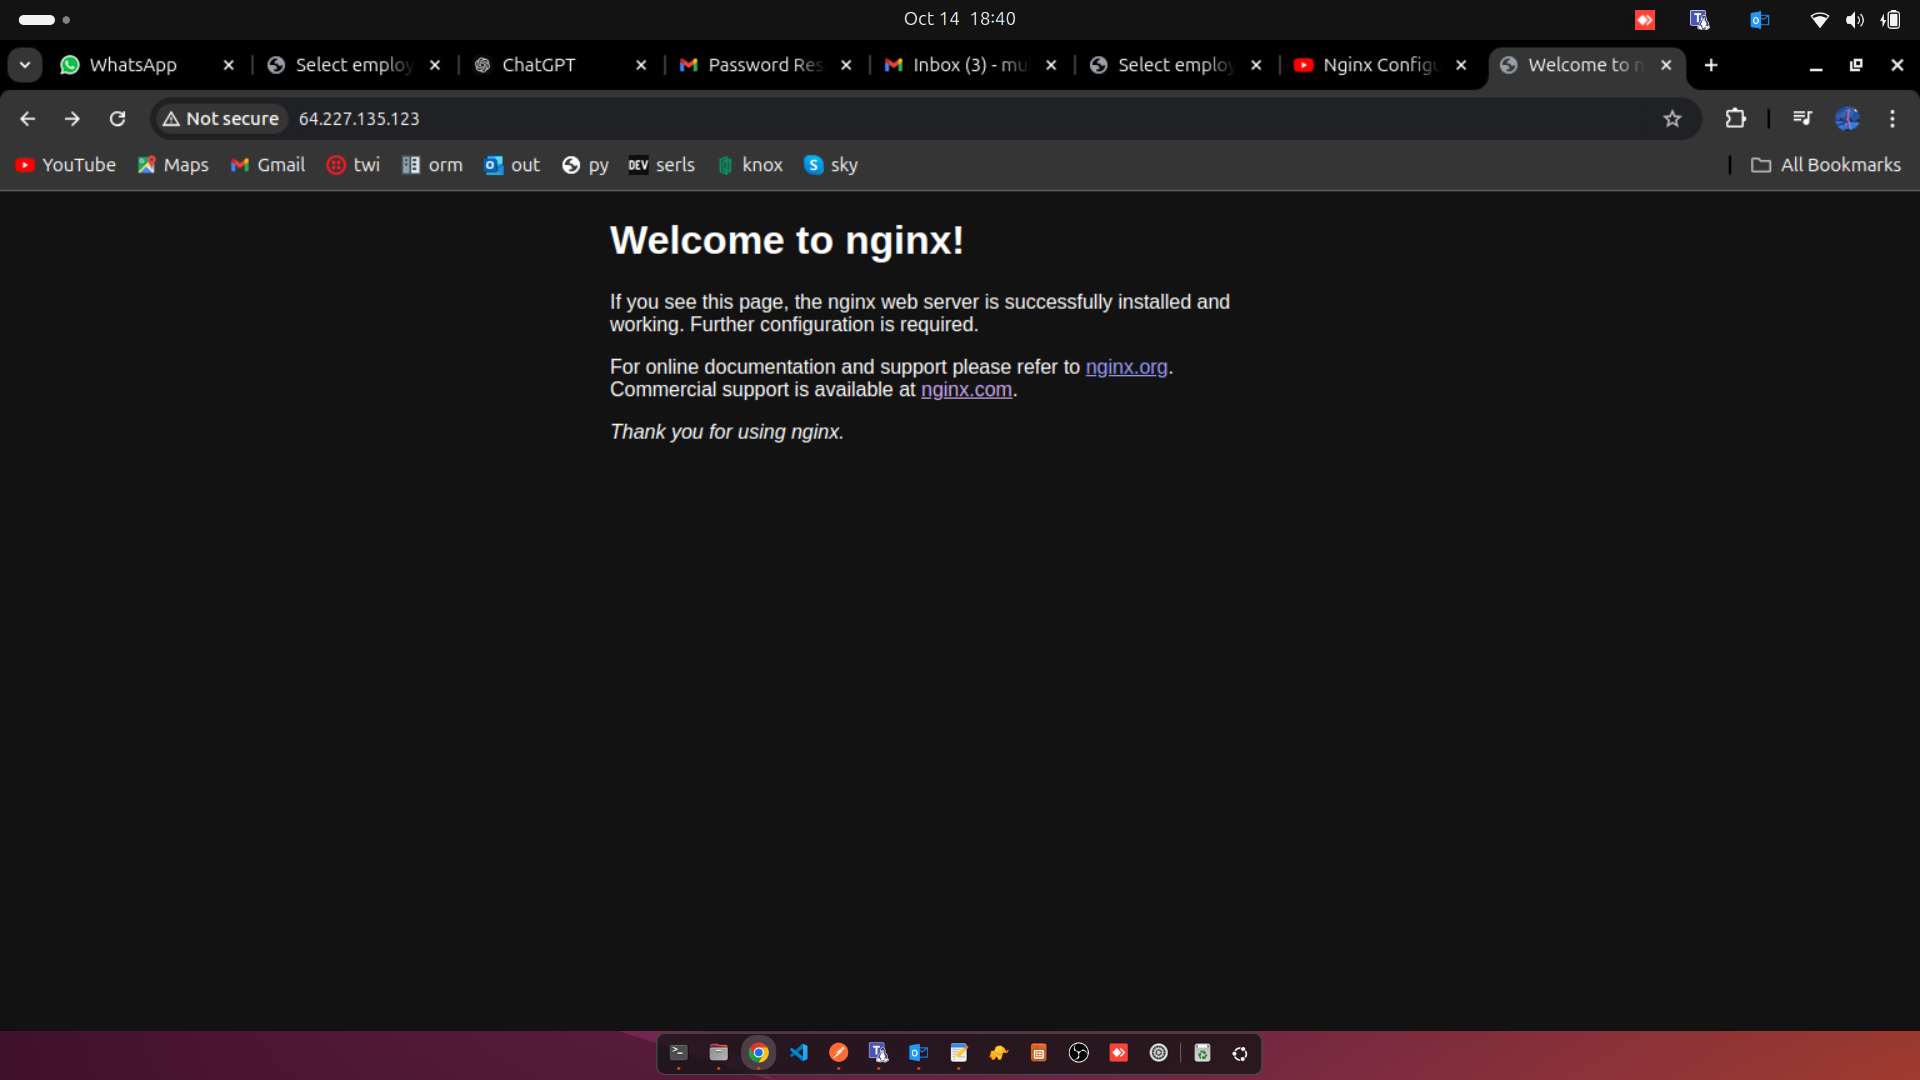 Oct 14 18:40
WhatsApp
Select employ
ChatGPT
Password Res
Inbox (3) - mu
Select employ
Nginx Configu
Welcome to n
Not secure
64.227.135.123
YouTube
Maps
Gmail
twi
orm
out
py
DEV serls
knox
sky
All Bookmarks
Welcome to nginx!
If you see this page, the nginx web server is successfully installed and
working. Further configuration is required.
For online documentation and support please refer to nginx.org.
Commercial support is available at nginx.com.
Thank you for using nginx.